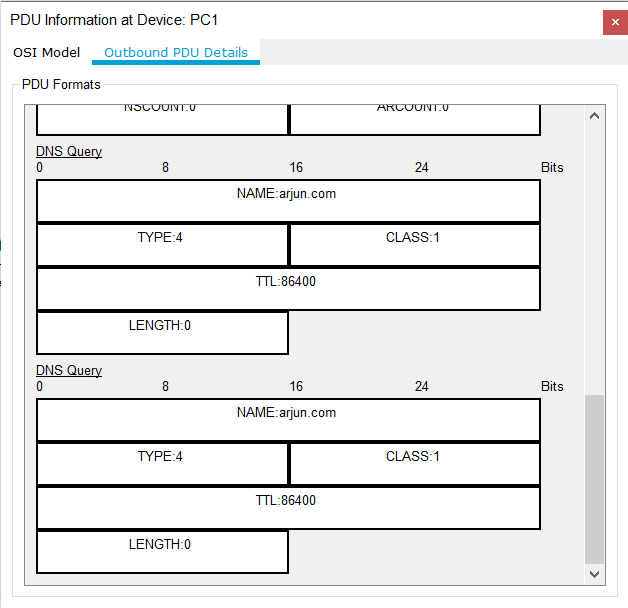 PDU Information at Device: PC1
OSI Model Outbound PDU Details
PDU Formats
NSCOUNT:0 ARCOUNT:0
DNS Query
0 8 16 24 Bits
NAME:arjun.com
TYPE:4 CLASS:1
TTL:86400
LENGTH:0
DNS Query
0 8 16 24 Bits
NAME:arjun.com
TYPE:4 CLASS:1
TTL:86400
LENGTH:0